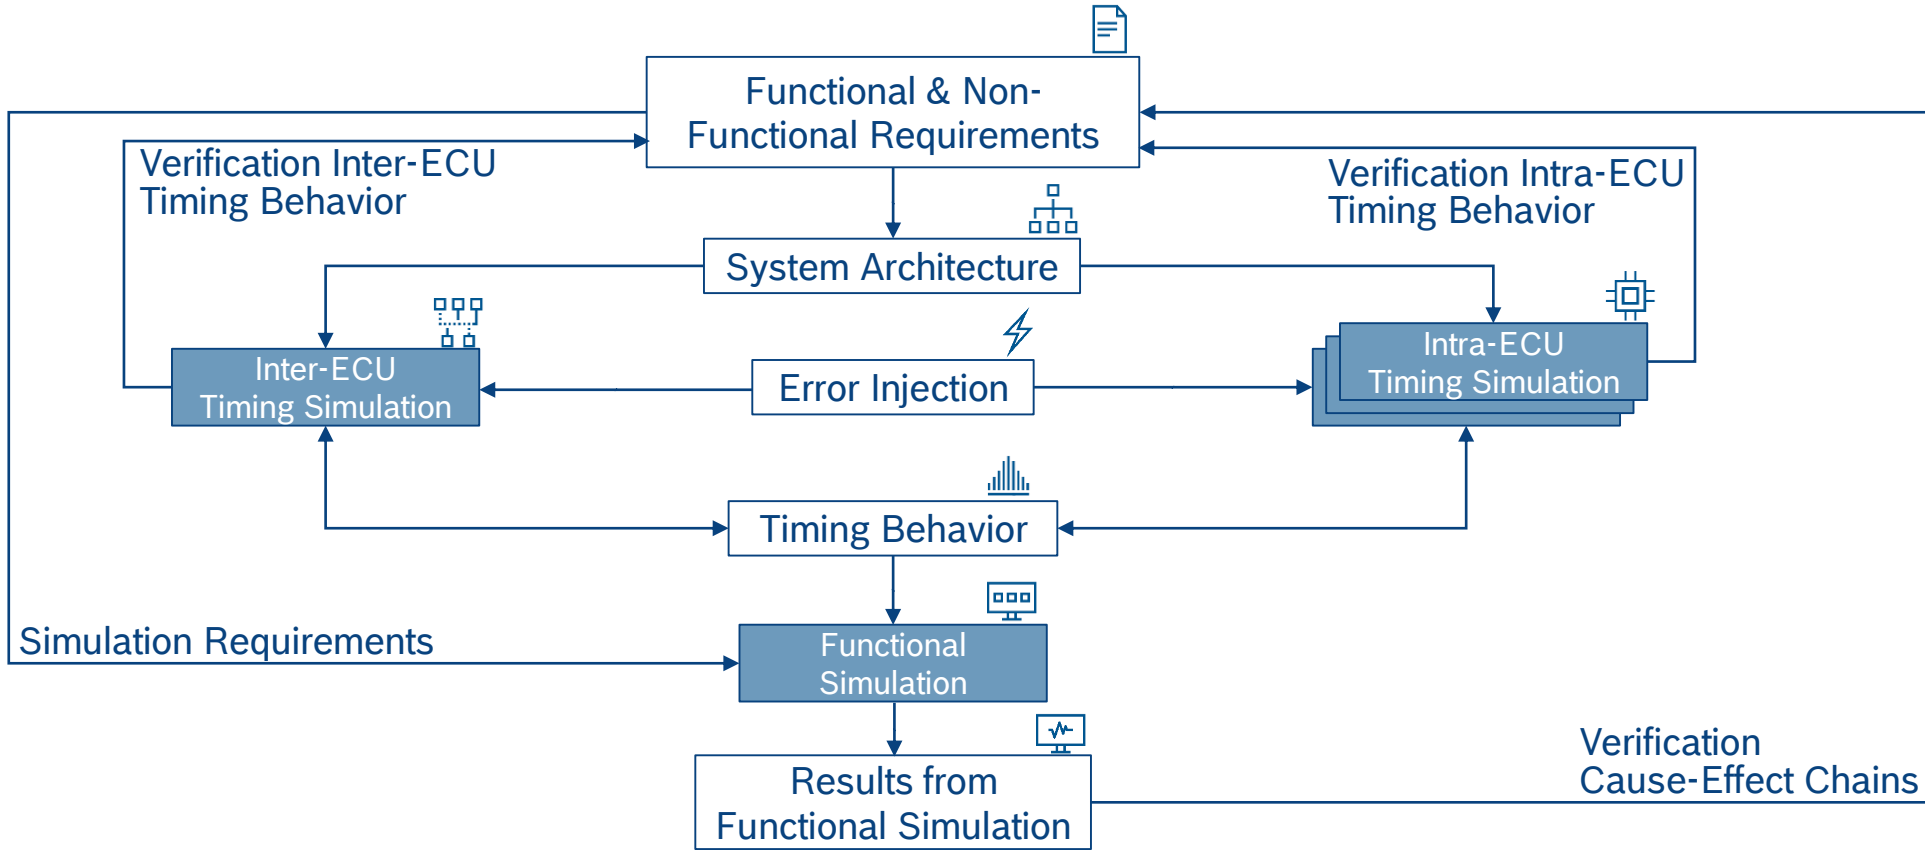 Functional & Non-
Functional Requirements
Verification Inter-ECU
Timing Behavior
Verification Intra-ECU
Timing Behavior
System Architecture
Inter-ECU
Timing Simulation
Error Injection
Intra-ECU
Timing Simulation
Timing Behavior
Simulation Requirements
Functional
Simulation
Results from
Functional Simulation
Verification
Cause-Effect Chains